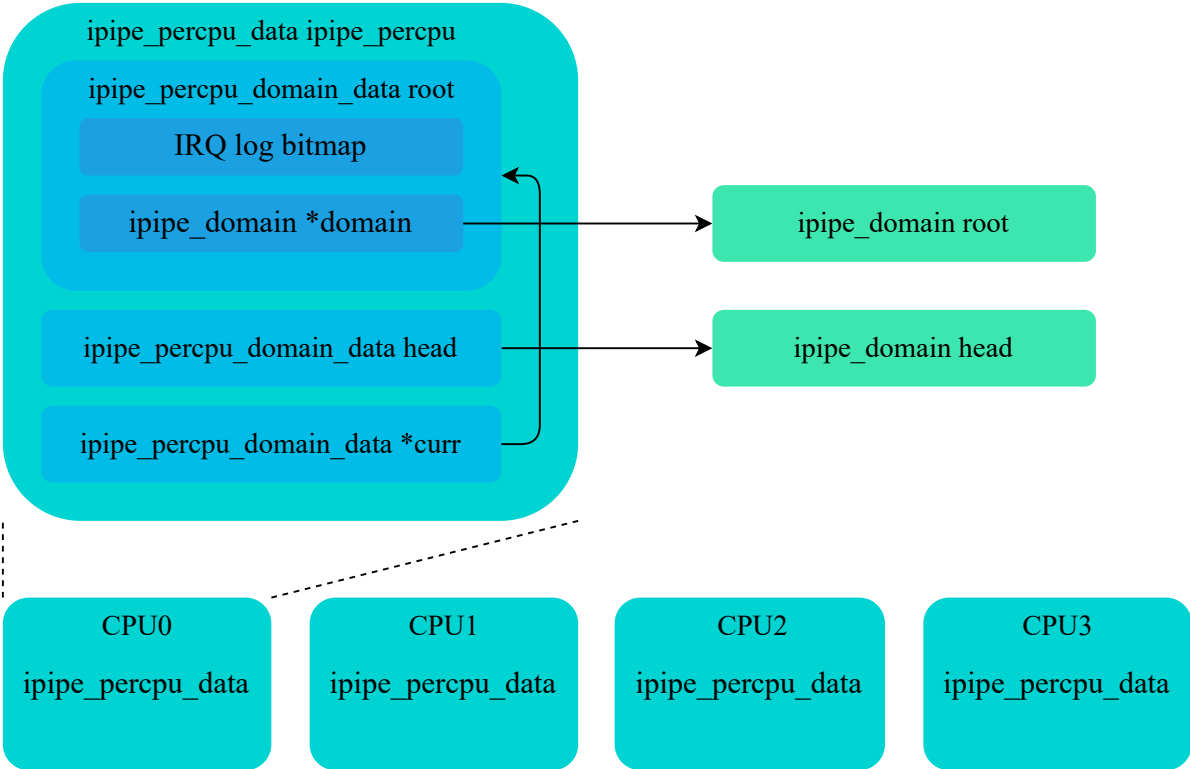 ipipe_percpu_data ipipe_percpu
ipipe_percpu_domain_data root
IRQ log bitmap
ipipe_domain *domain
ipipe_domain root
ipipe_percpu_domain_data head
ipipe_domain head
ipipe_percpu_domain_data *curr
CPU0
ipipe_percpu_data
CPU1
ipipe_percpu_data
CPU2
ipipe_percpu_data
CPU3
ipipe_percpu_data